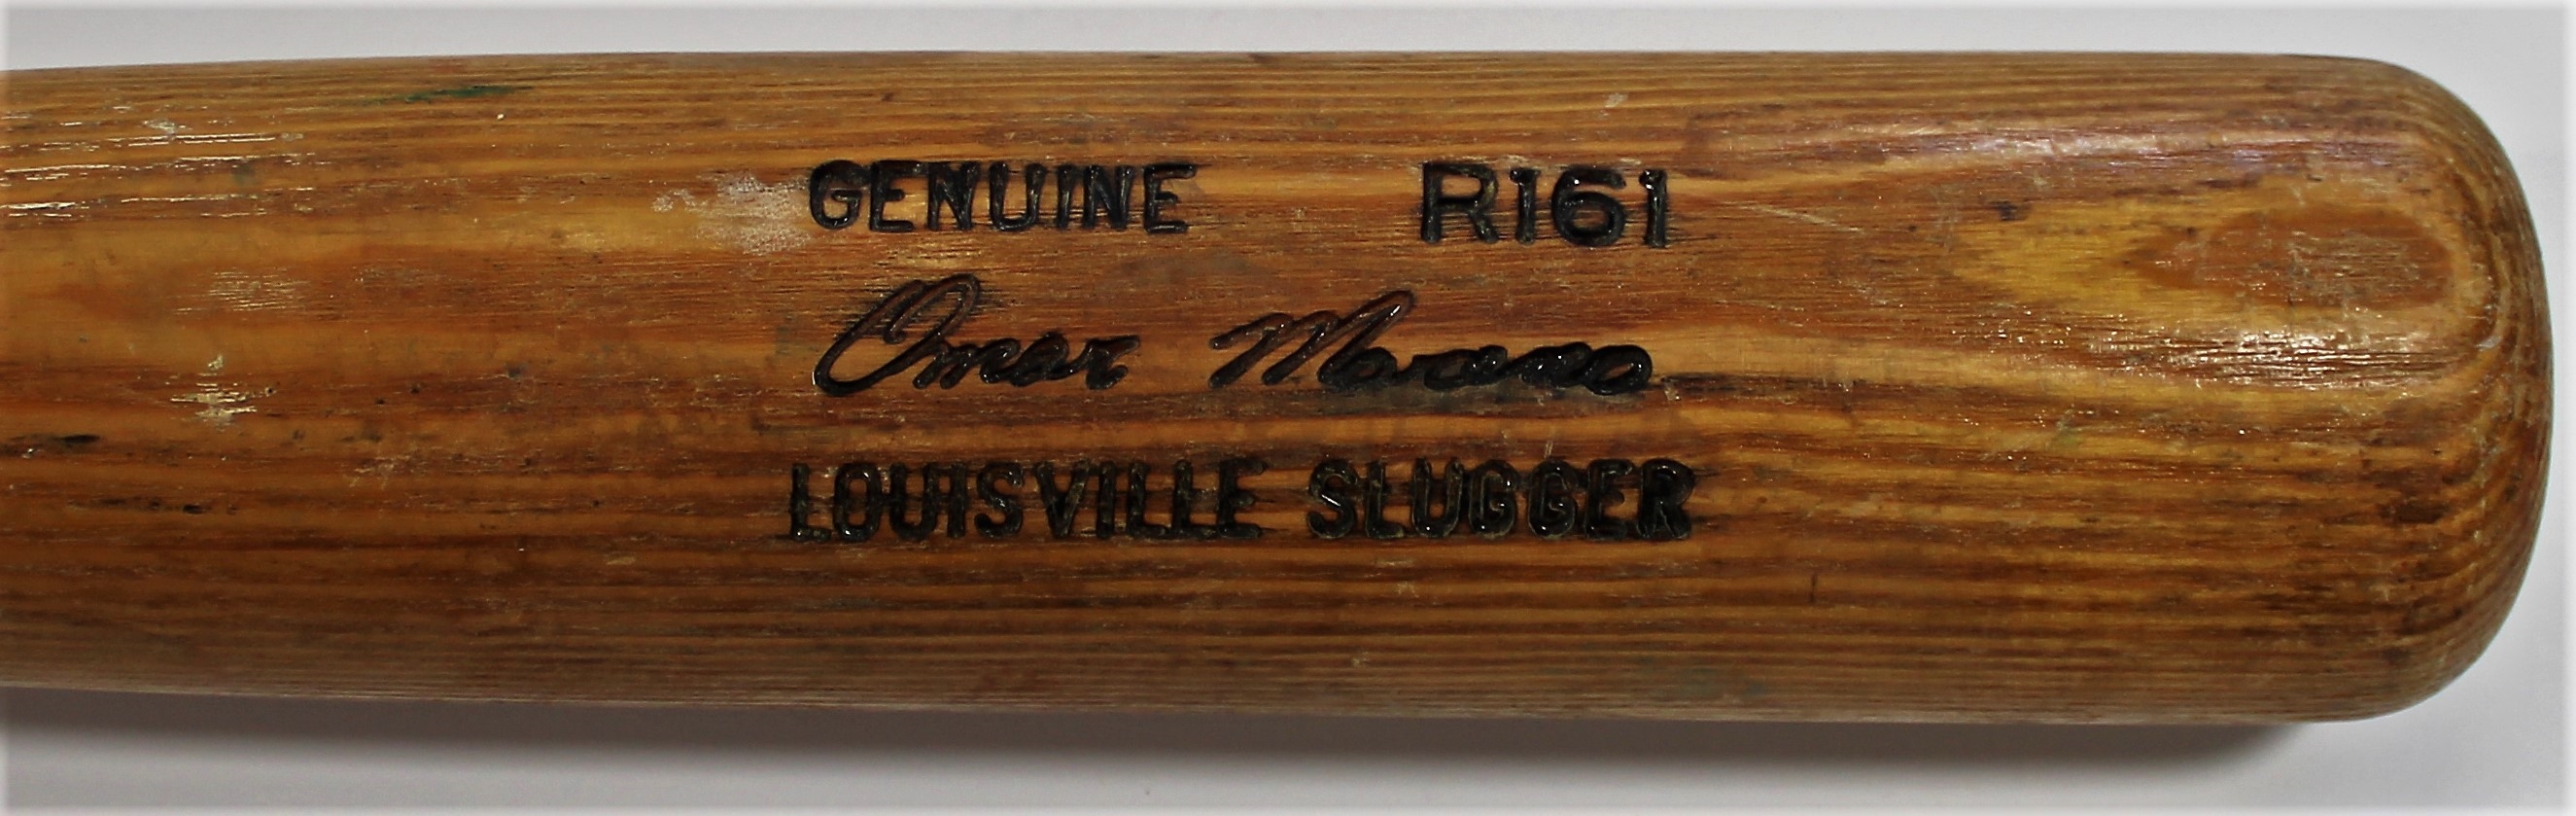 GENUINE R161
Omar Moreno
LOUISVILLE SLUGGER